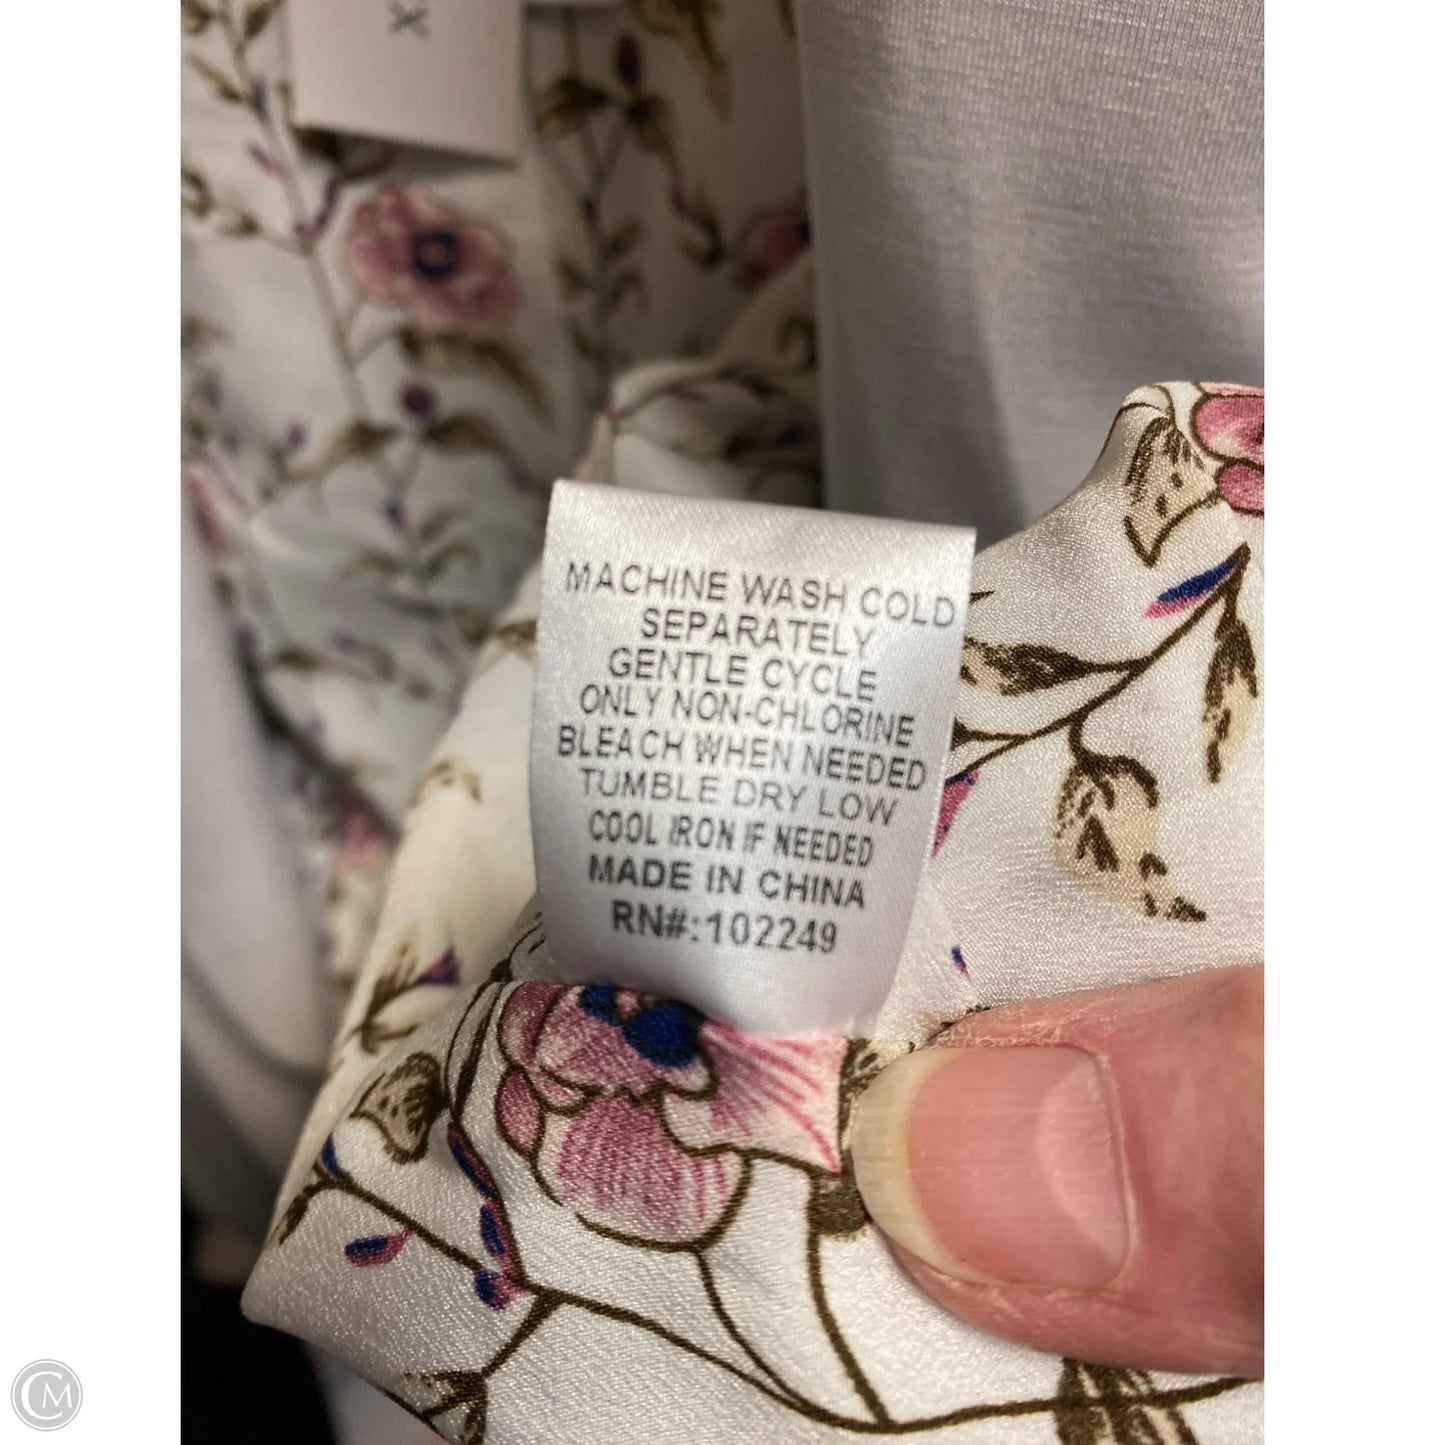 X
MACHINE WASH COLD
SEPARATELY
GENTLE CYCLE
ONLY NON-CHLORINE
BLEACH WHEN NEEDED
TUMBLE DRY LOW
COOL IRON IF NEEDED
MADE IN CHINA
RN#:102249
CM